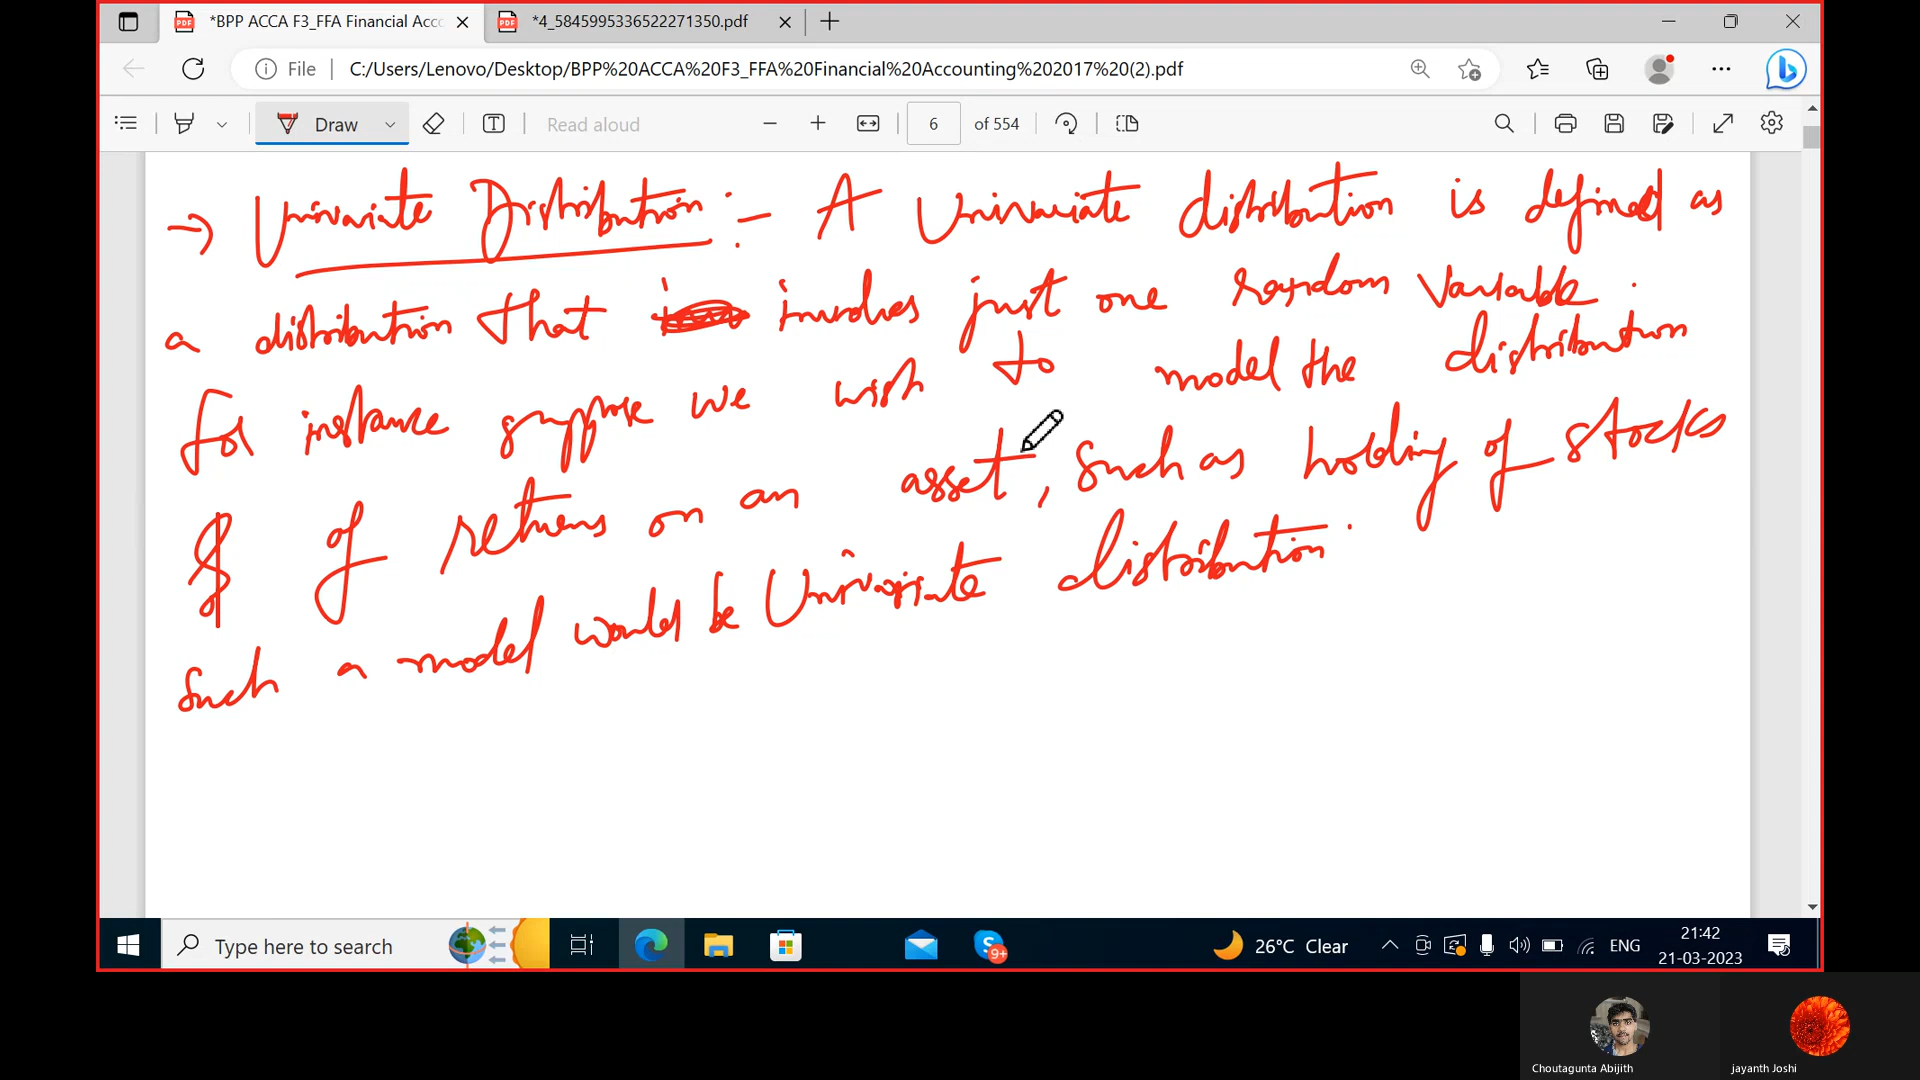 *BPP ACCA F3_FFA Financial Acc
*4_5845995336522271350.pdf
File
C:/Users/Lenovo/Desktop/BPP%20ACCA%20F3_FFA%20Financial%20Accounting%202017%20(2).pdf
Draw
Read aloud
6 of 554
→ Univariate Distribution :- A Univariate distribution is defined as
a distribution that involves just one random Variable .
For instance suppose we wish to model the distribution
of returns on an asset, such as holding of stocks
such a model would be Univariate distribution.
Type here to search
9+
26°C Clear
ENG
21:42
21-03-2023
Choutagunta Abijith
jayanth Joshi